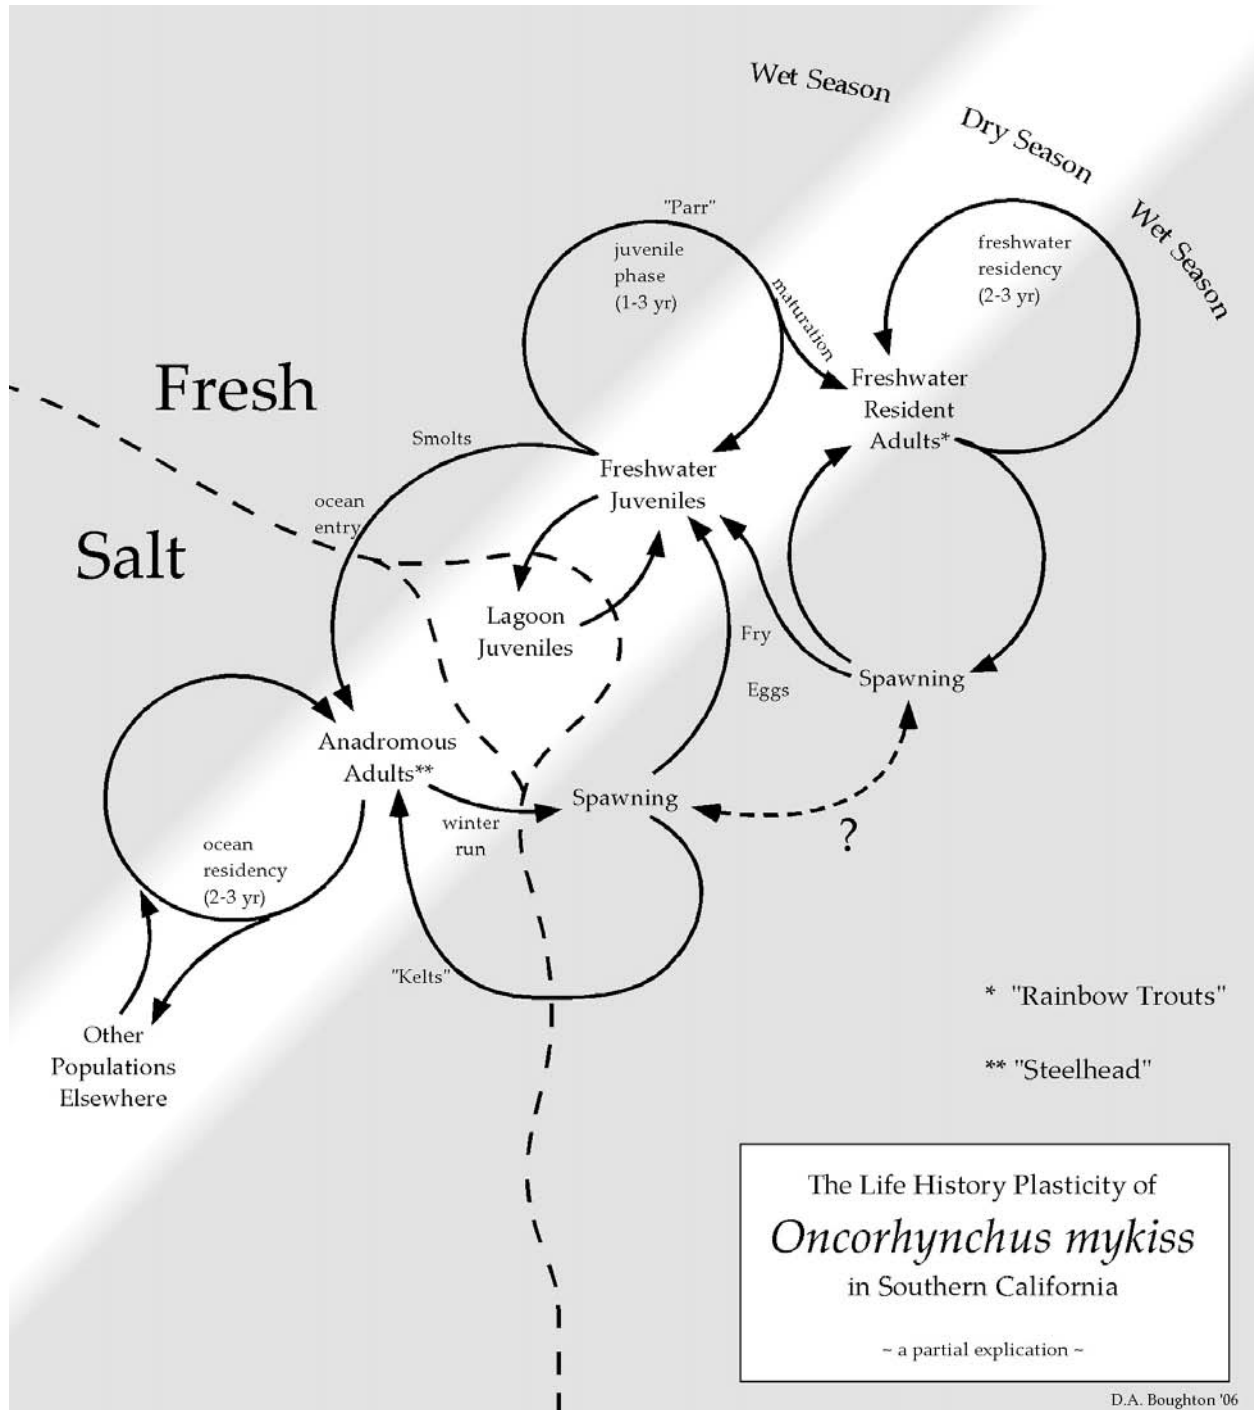 Wet Season
Dry Season
Wet Season
"Parr"
juvenile
phase
(1-3 yr)
maturation
freshwater
residency
(2-3 yr)
Freshwater
Resident
Adults*
Fresh
Smolts
ocean
entry
Freshwater
Juveniles
Salt
Lagoon
Juveniles
Fry
Eggs
Spawning
Anadromous
Adults**
winter
run
Spawning
?
ocean
residency
(2-3 yr)
"Kelts"
Other
Populations
Elsewhere
* "Rainbow Trouts"
** "Steelhead"
The Life History Plasticity of
Oncorhynchus mykiss
in Southern California
~ a partial explication ~
D.A. Boughton '06